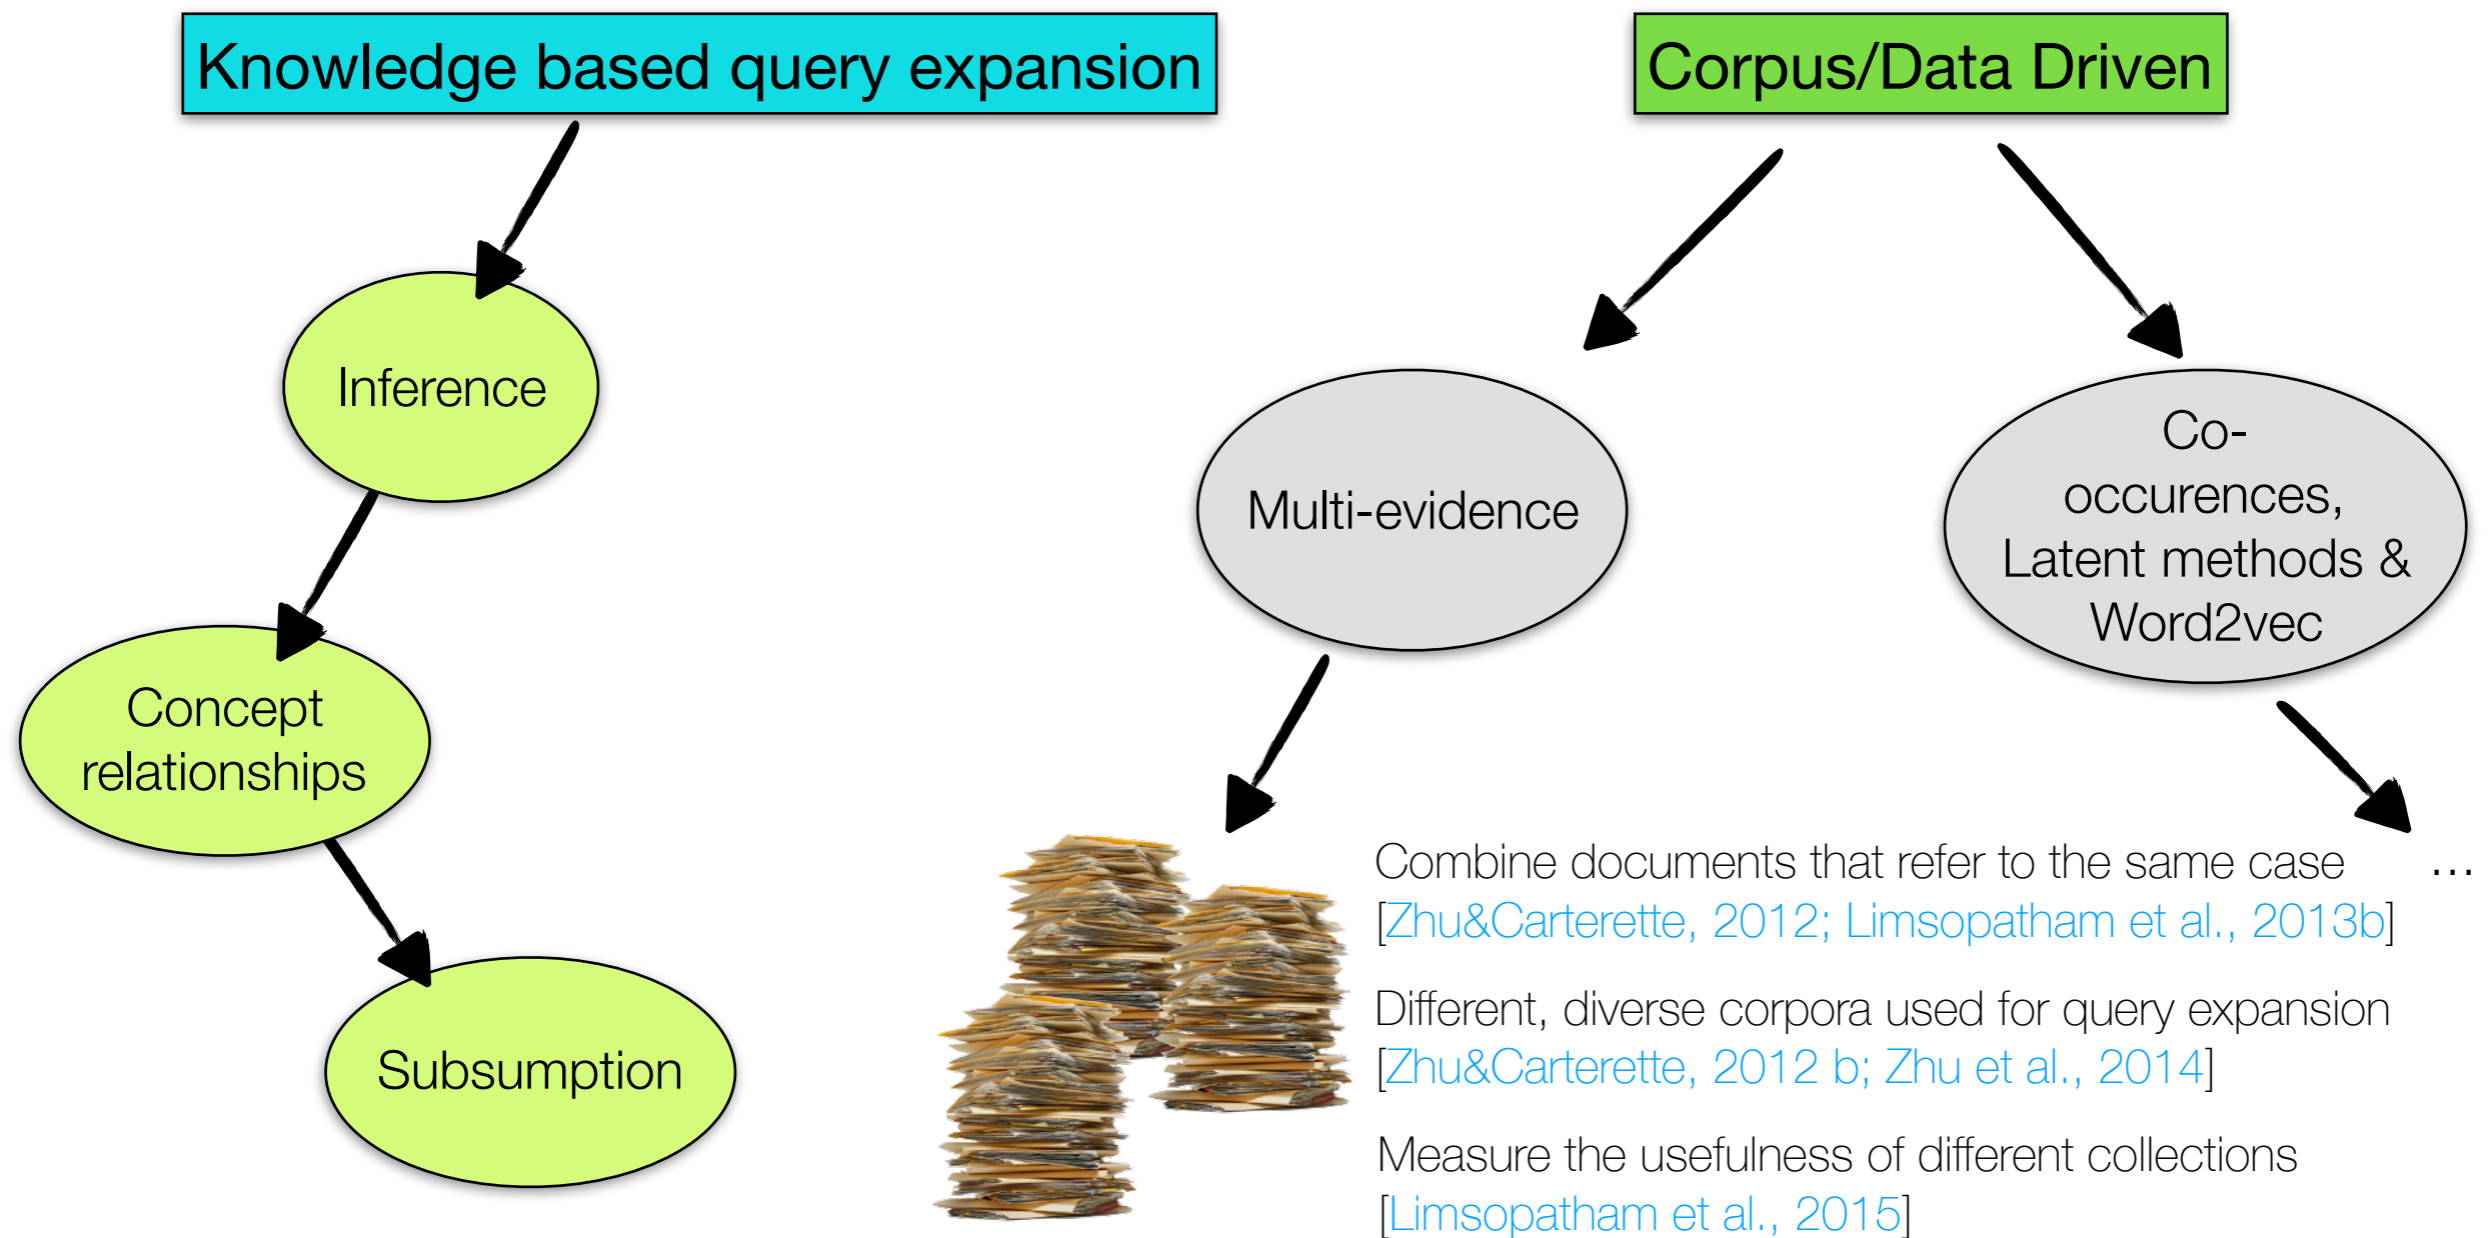 Knowledge based query expansion
Corpus/Data Driven
Inference
Concept
relationships
Subsumption
Multi-evidence
Co-
occurences,
Latent methods &
Word2vec
Combine documents that refer to the same case
[Zhu&Carterette, 2012; Limsopatham et al., 2013b]
Different, diverse corpora used for query expansion
[Zhu&Carterette, 2012 b; Zhu et al., 2014]
Measure the usefulness of different collections
[Limsopatham et al., 2015]
...